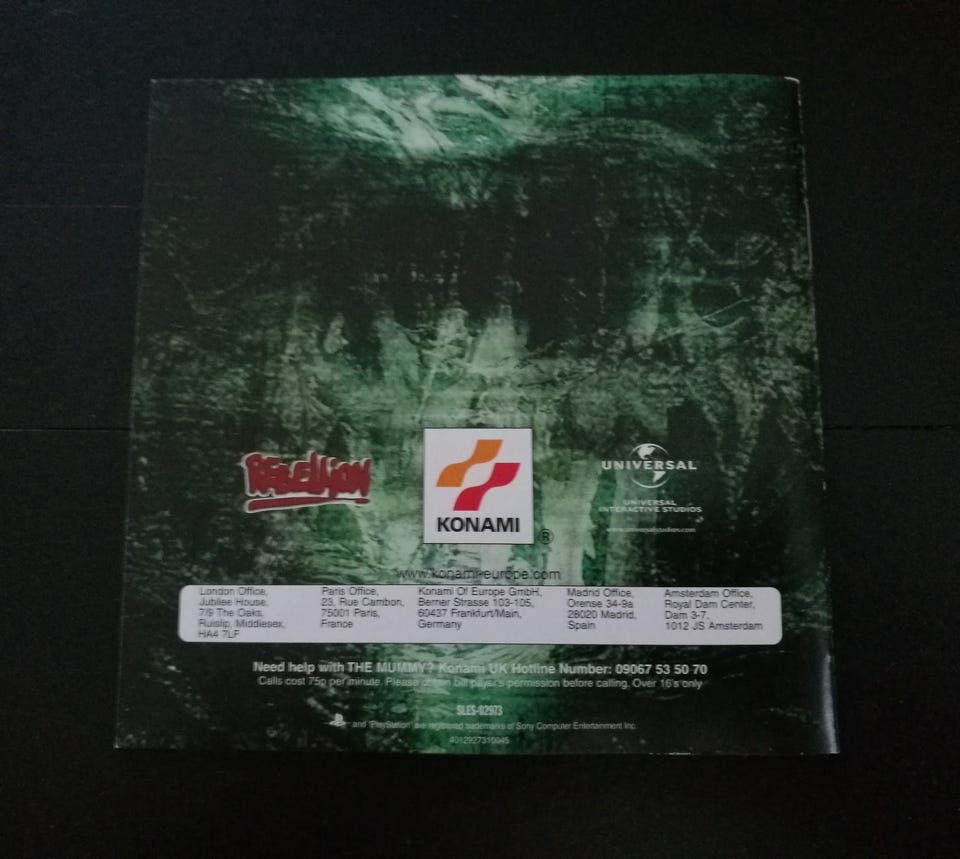 REBELLION
KONAMI
®
UNIVERSAL
UNIVERSAL
INTERACTIVE STUDIOS
www.universalstudios.com
www.konami-europe.com
London Office,
Jubilee House,
7/9 The Oaks,
Ruislip, Middlesex,
HA4 7LF
Paris Office,
23, Rue Cambon,
75001 Paris,
France
Konami Of Europe GmbH,
Berner Strasse 103-105,
60437 Frankfurt/Main,
Germany
Madrid Office,
Orense 34-9a
28020 Madrid,
Spain
Amsterdam Office,
Royal Dam Center,
Dam 3-7,
1012 JS Amsterdam
Need help with THE MUMMY? Konami UK Hotline Number: 09067 53 50 70
Calls cost 75p per minute. Please obtain bill payer's permission before calling. Over 16's only
SLES-02973
and "PlayStation" are registered trademarks of Sony Computer Entertainment Inc.
4012927310045